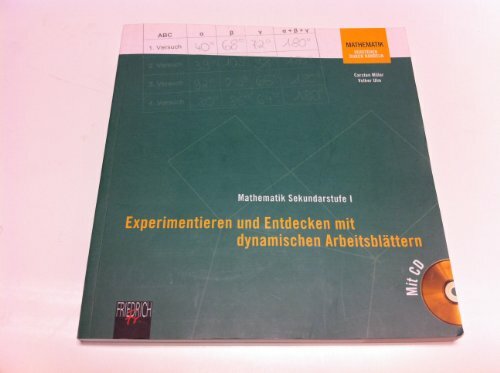 ABC α β γ α+β+γ
1. Versuch 40° 68° 72° 180°
2. Versuch
3. Versuch
4. Versuch
MATHEMATIK
Carsten Miller
Volker Ulm
Mathematik Sekundarstufe I
Experimentieren und Entdecken mit
dynamischen Arbeitsblättern
Mit CD
FRIEDRICH